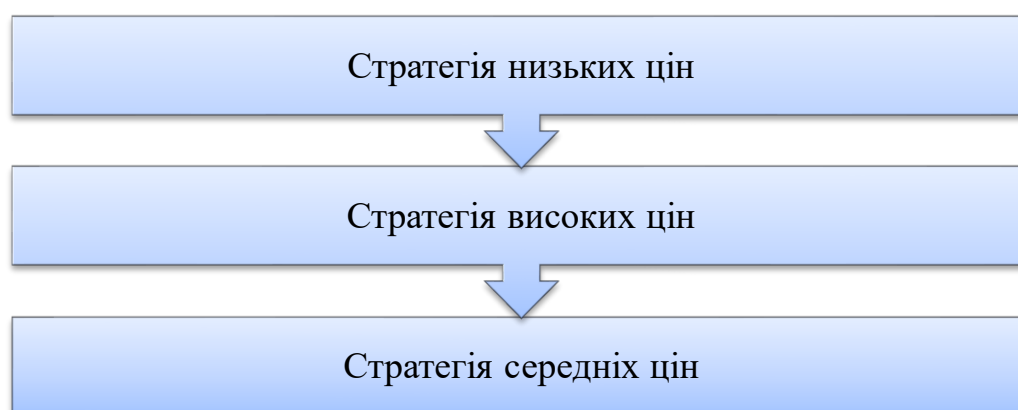 Стратегія низьких цін
Стратегія високих цін
Стратегія середніх цін